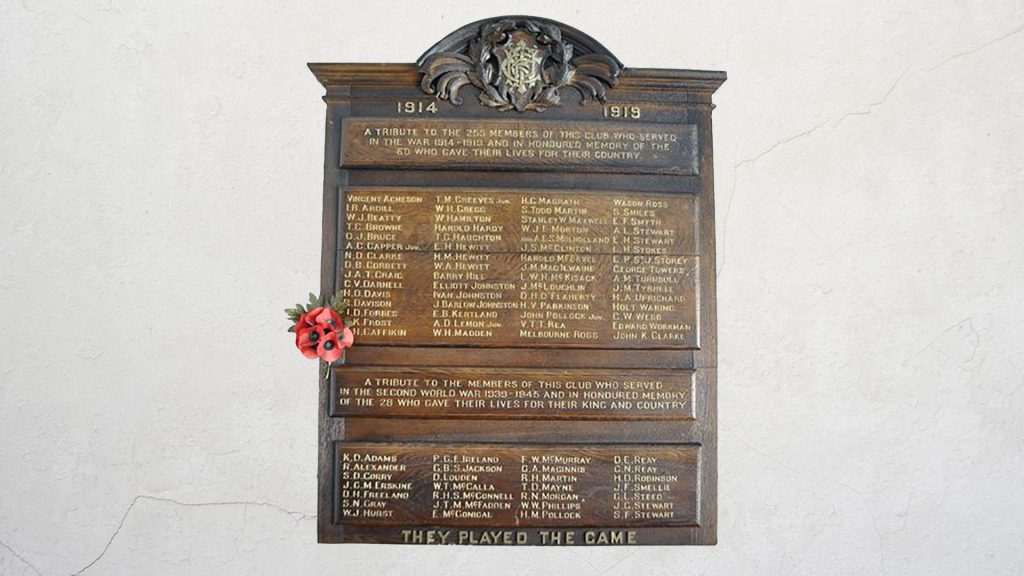 1914 1919
A TRIBUTE TO THE 253 MEMBERS OF THIS CLUB WHO SERVED
IN THE WAR 1914-1919 AND IN HONOURED MEMORY OF THE
60 WHO GAVE THEIR LIVES FOR THEIR COUNTRY.
VINCENT ACHESON
I.R. ARDILL
W.J. BEATTY
T.C. BROWNE
D.J. BRUCE
A.C. CAPPER JUN.
N.D. CLARKE
D.B. CORBETT
J.A.T. CRAIG
C.V. DARNELL
H.O. DAVIS
DAVISON
J.D. FORBES
K. FROST
H. GAFFIKIN
T.M. GREEVES JUN.
W.H. GREGG
W. HAMILTON
HAROLD HARDY
T.G. HAUGHTON
E.H. HEWITT
H.M. HEWITT
W.A. HEWITT
BARRY HILL
ELLIOTT JOHNSTON
IVAN JOHNSTON
J. BARLOW JOHNSTON
E.B. KERTLAND
A.D. LEMON JUN.
W.H. MADDEN
H.C. MAGRATH
S. TODD MARTIN
STANLEY W. MAXWELL
W.J.I. MORTON
A.E.S. MULHOLLAND
J.S. McCLINTON
HAROLD
J.M. MACILWAINE
L.W.H. McKISACK
J. McLOUGHLIN
D.H.O'FLAHERTY
H.V. PARKINSON
JOHN POLLOCK JUN.
V.T.T. REA
MELBOURNE ROSS
WASON ROSS
S. SMILES
E.F. SMYTH
A.L. STEWART
E.H. STEWART
L.H. STOKES
L.P.S'J. STOREY
GEORGE TOWERS
A.M. TURNBULL
J.M. TYRRELL
H.A. UPRICHARD
HOLT WARING
G.W. WEBB
EDWARD WORKMAN
JOHN K. CLARKE
A TRIBUTE TO THE MEMBERS OF THIS CLUB WHO SERVED
IN THE SECOND WORLD WAR 1939-1945 AND IN HONOURED MEMORY
OF THE 28 WHO GAVE THEIR LIVES FOR THEIR KING AND COUNTRY
K.D. ADAMS
R. ALEXANDER
S.D. CORRY
J.C.M. ERSKINE
D.H. FREELAND
S.N. GRAY
W.J. HURST
P.G.E. IRELAND
G.B.S. JACKSON
D. LOUDEN
W.T. McCALLA
R.H.S. McCONNELL
J.T.M. McFADDEN
E. McGONIGAL
F.W. McMURRAY
C.A. MAGINNIS
R.H. MARTIN
T.D. MAYNE
R.N. MORGAN
W.W. PHILLIPS
H.M. POLLOCK
D.E. REAY
G.N. REAY
H.D. ROBINSON
J.F. SMELLIE
G.L. STEED
J.G. STEWART
S.F. STEWART
THEY PLAYED THE GAME